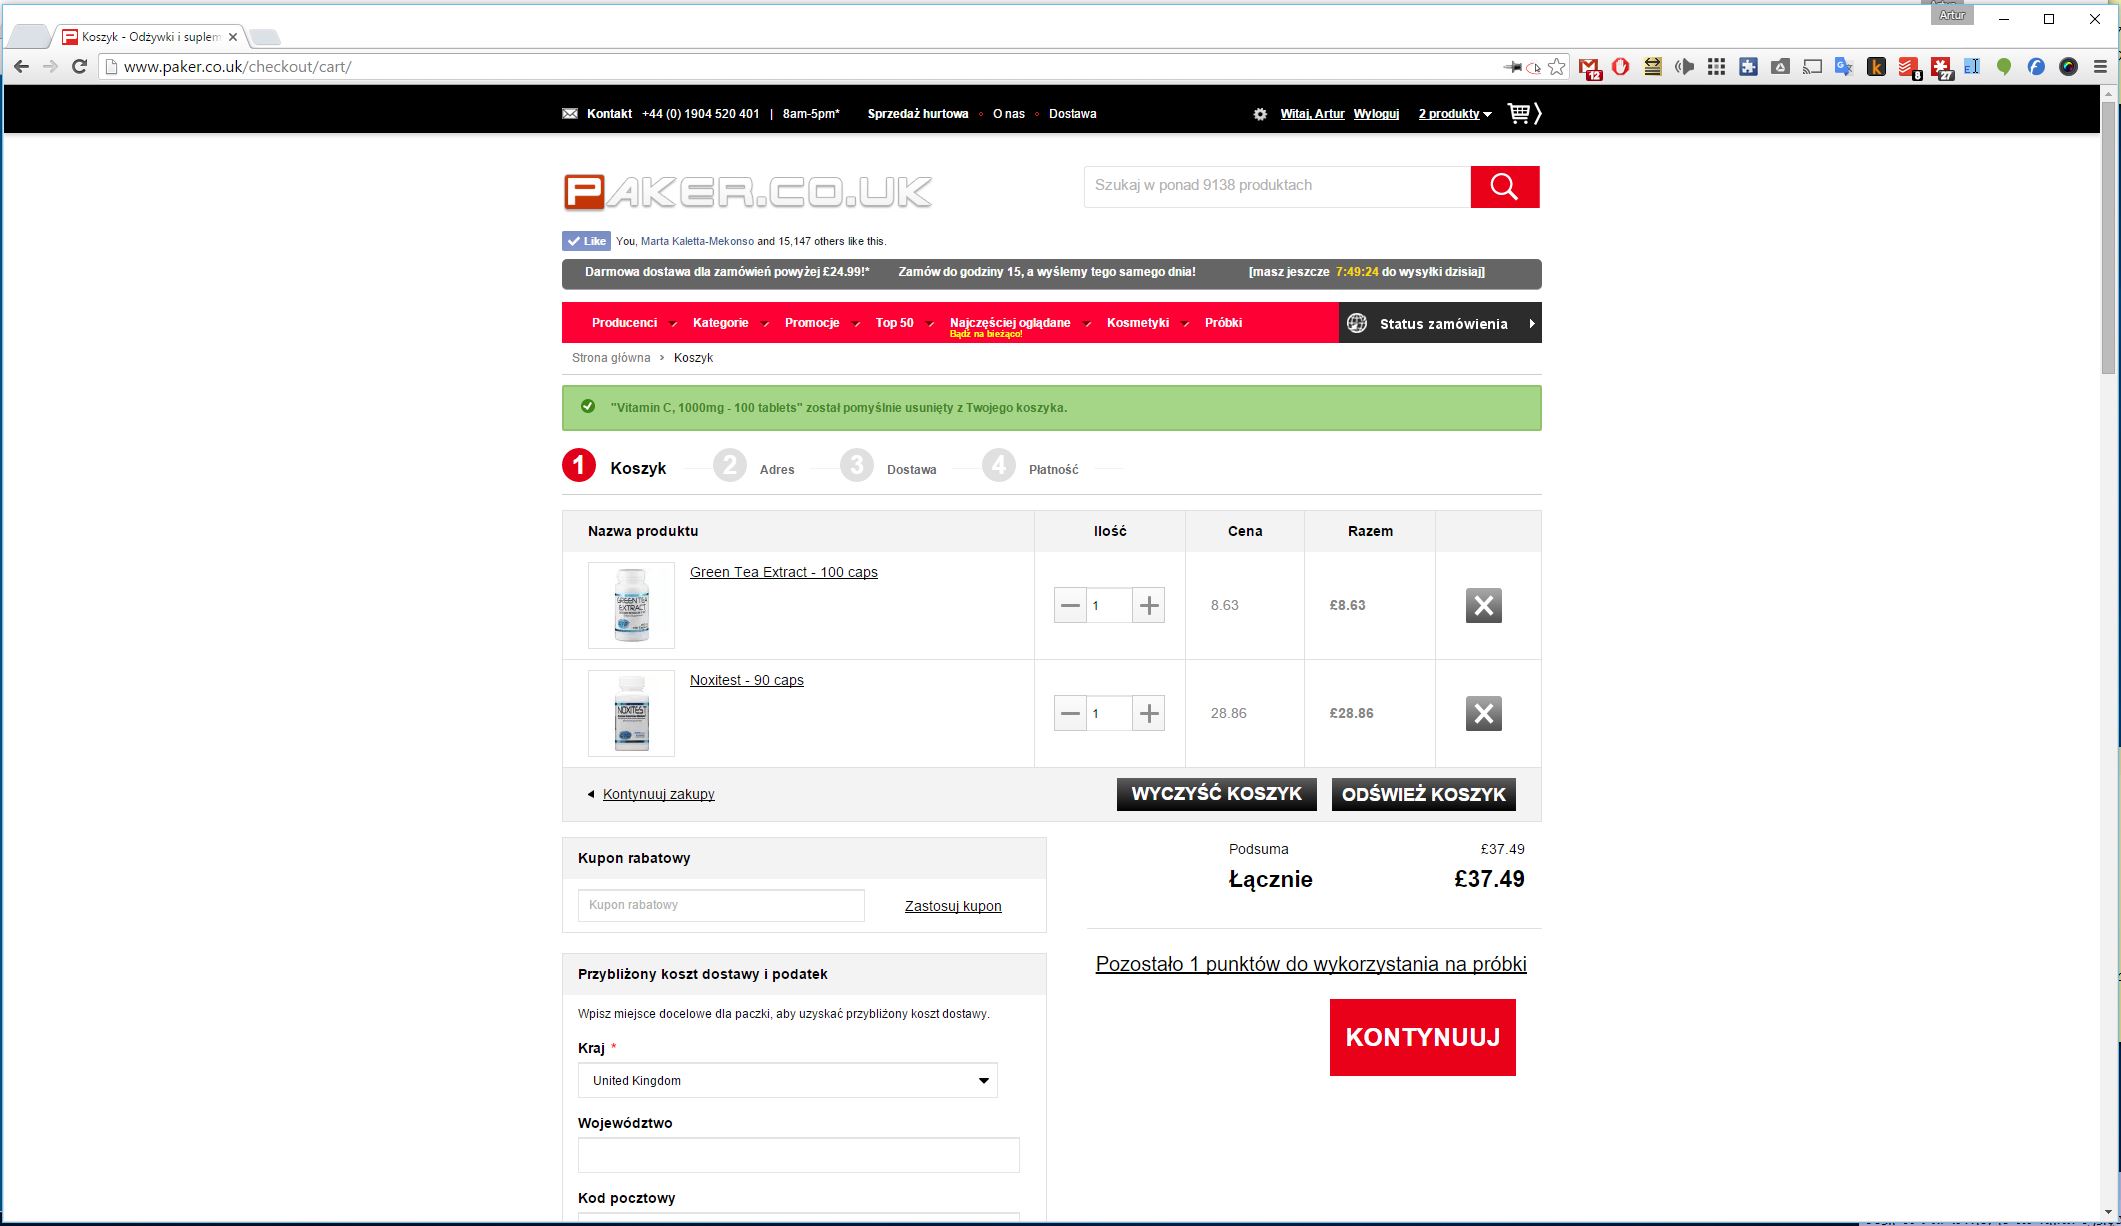 Artur
Koszyk - Odżywki i suplem
www.paker.co.uk/checkout/cart/
12
8
27
Kontakt +44 (0) 1904 520 401 | 8am-5pm* Sprzedaż hurtowa O nas Dostawa Witaj, Artur Wyloguj 2 produkty
PAKER.CO.UK
Szukaj w ponad 9138 produktach
Like You, Marta Kaletta-Mekonso and 15,147 others like this.
Darmowa dostawa dla zamówień powyżej £24.99!* Zamów do godziny 15, a wyślemy tego samego dnia! [masz jeszcze 7:49:24 do wysyłki dzisiaj]
Producenci Kategorie Promocje Top 50 Najczęściej oglądane Kosmetyki Próbki Status zamówienia
Bądź na bieżąco!
Strona główna › Koszyk
"Vitamin C, 1000mg - 100 tablets" został pomyślnie usunięty z Twojego koszyka.
1 Koszyk 2 Adres 3 Dostawa 4 Płatność
Nazwa produktu Ilość Cena Razem
GREEN TEA
EXTRACT
Green Tea Extract - 100 caps 1 8.63 £8.63
NOXITEST
Noxitest - 90 caps 1 28.86 £28.86
Kontynuuj zakupy WYCZYŚĆ KOSZYK ODŚWIEŻ KOSZYK
Kupon rabatowy
Kupon rabatowy Zastosuj kupon
Podsuma £37.49
Łącznie £37.49
Pozostało 1 punktów do wykorzystania na próbki
KONTYNUUJ
Przybliżony koszt dostawy i podatek
Wpisz miejsce docelowe dla paczki, aby uzyskać przybliżony koszt dostawy.
Kraj *
United Kingdom
Województwo
Kod pocztowy